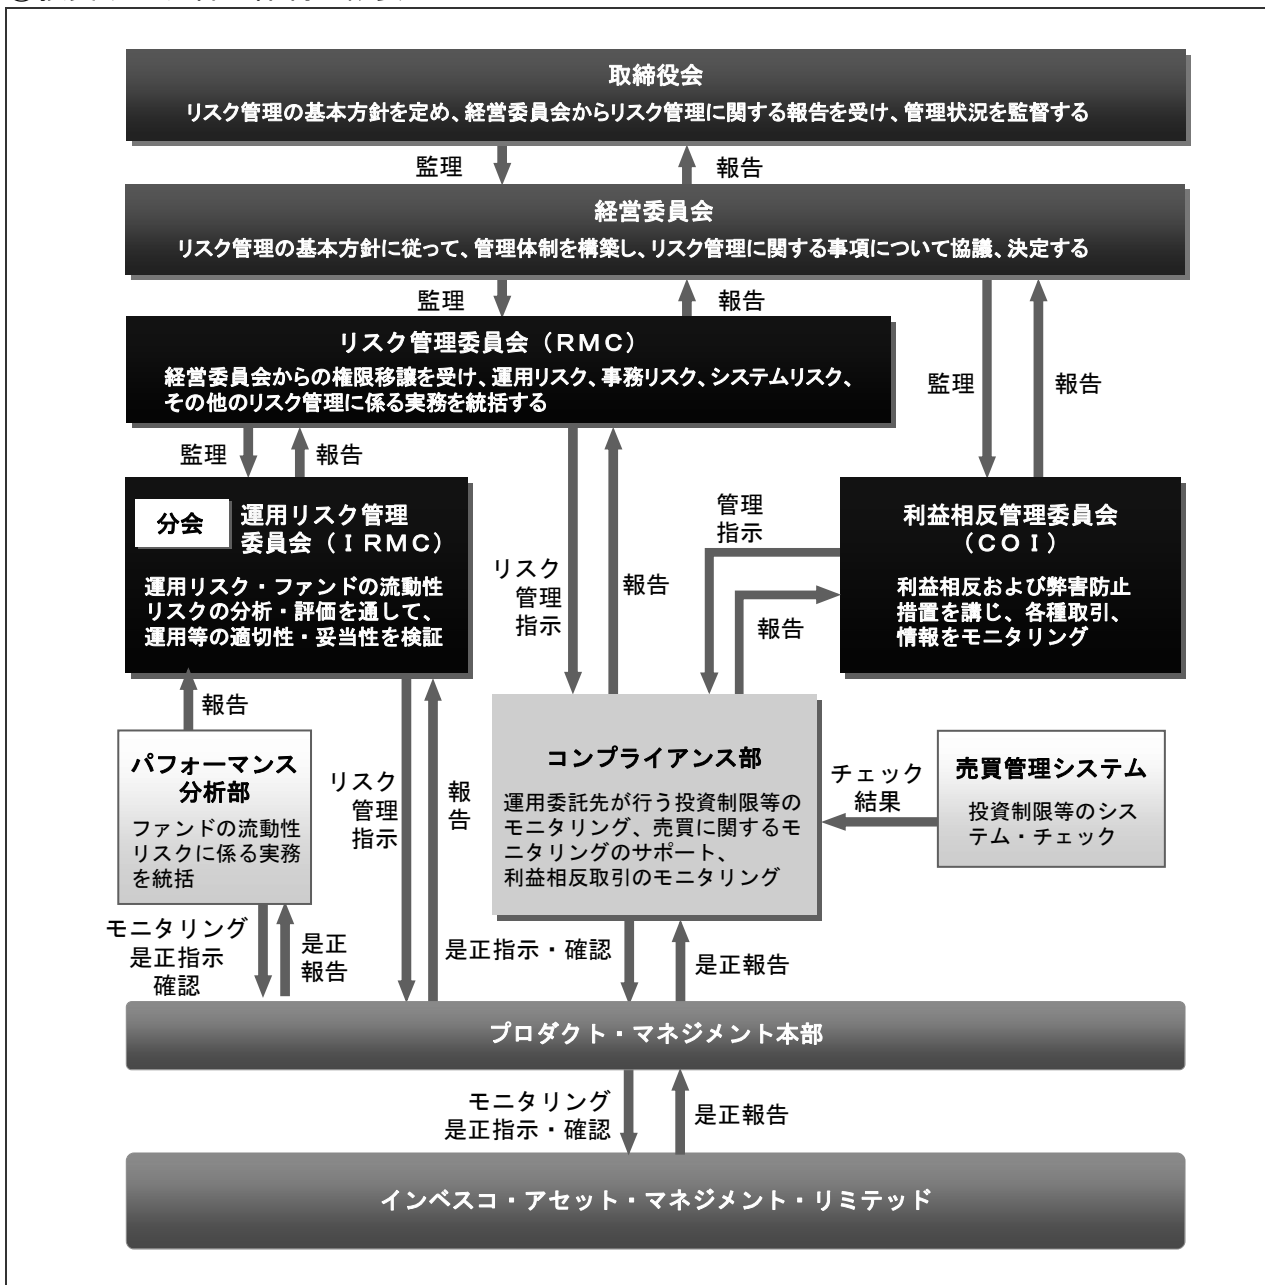 取締役会
リスク管理の基本方針を定め、経営委員会からリスク管理に関する報告を受け、管理状況を監督する
監理
報告
経営委員会
リスク管理の基本方針に従って、管理体制を構築し、リスク管理に関する事項について協議、決定する
監理
報告
リスク管理委員会（ＲＭＣ）
経営委員会からの権限移譲を受け、運用リスク、事務リスク、システムリスク、
その他のリスク管理に係る実務を統括する
監理
報告
監理
報告
分会
運用リスク管理
委員会（ＩＲＭＣ）
運用リスク・ファンドの流動性
リスクの分析・評価を通して、
運用等の適切性・妥当性を検証
リスク
管理
指示
報告
管理
指示
報告
利益相反管理委員会
（ＣＯＩ）
利益相反および弊害防止
措置を講じ、各種取引、
情報をモニタリング
報告
パフォーマンス
分析部
ファンドの流動性
リスクに係る実務
を統括
リスク
管理
指示
報
告
コンプライアンス部
運用委託先が行う投資制限等の
モニタリング、売買に関するモ
ニタリングのサポート、
利益相反取引のモニタリング
チェック
結果
売買管理システム
投資制限等のシス
テム・チェック
モニタリング
是正指示
確認
是正
報告
是正指示・確認
是正報告
プロダクト・マネジメント本部
モニタリング
是正指示・確認
是正報告
インベスコ・アセット・マネジメント・リミテッド